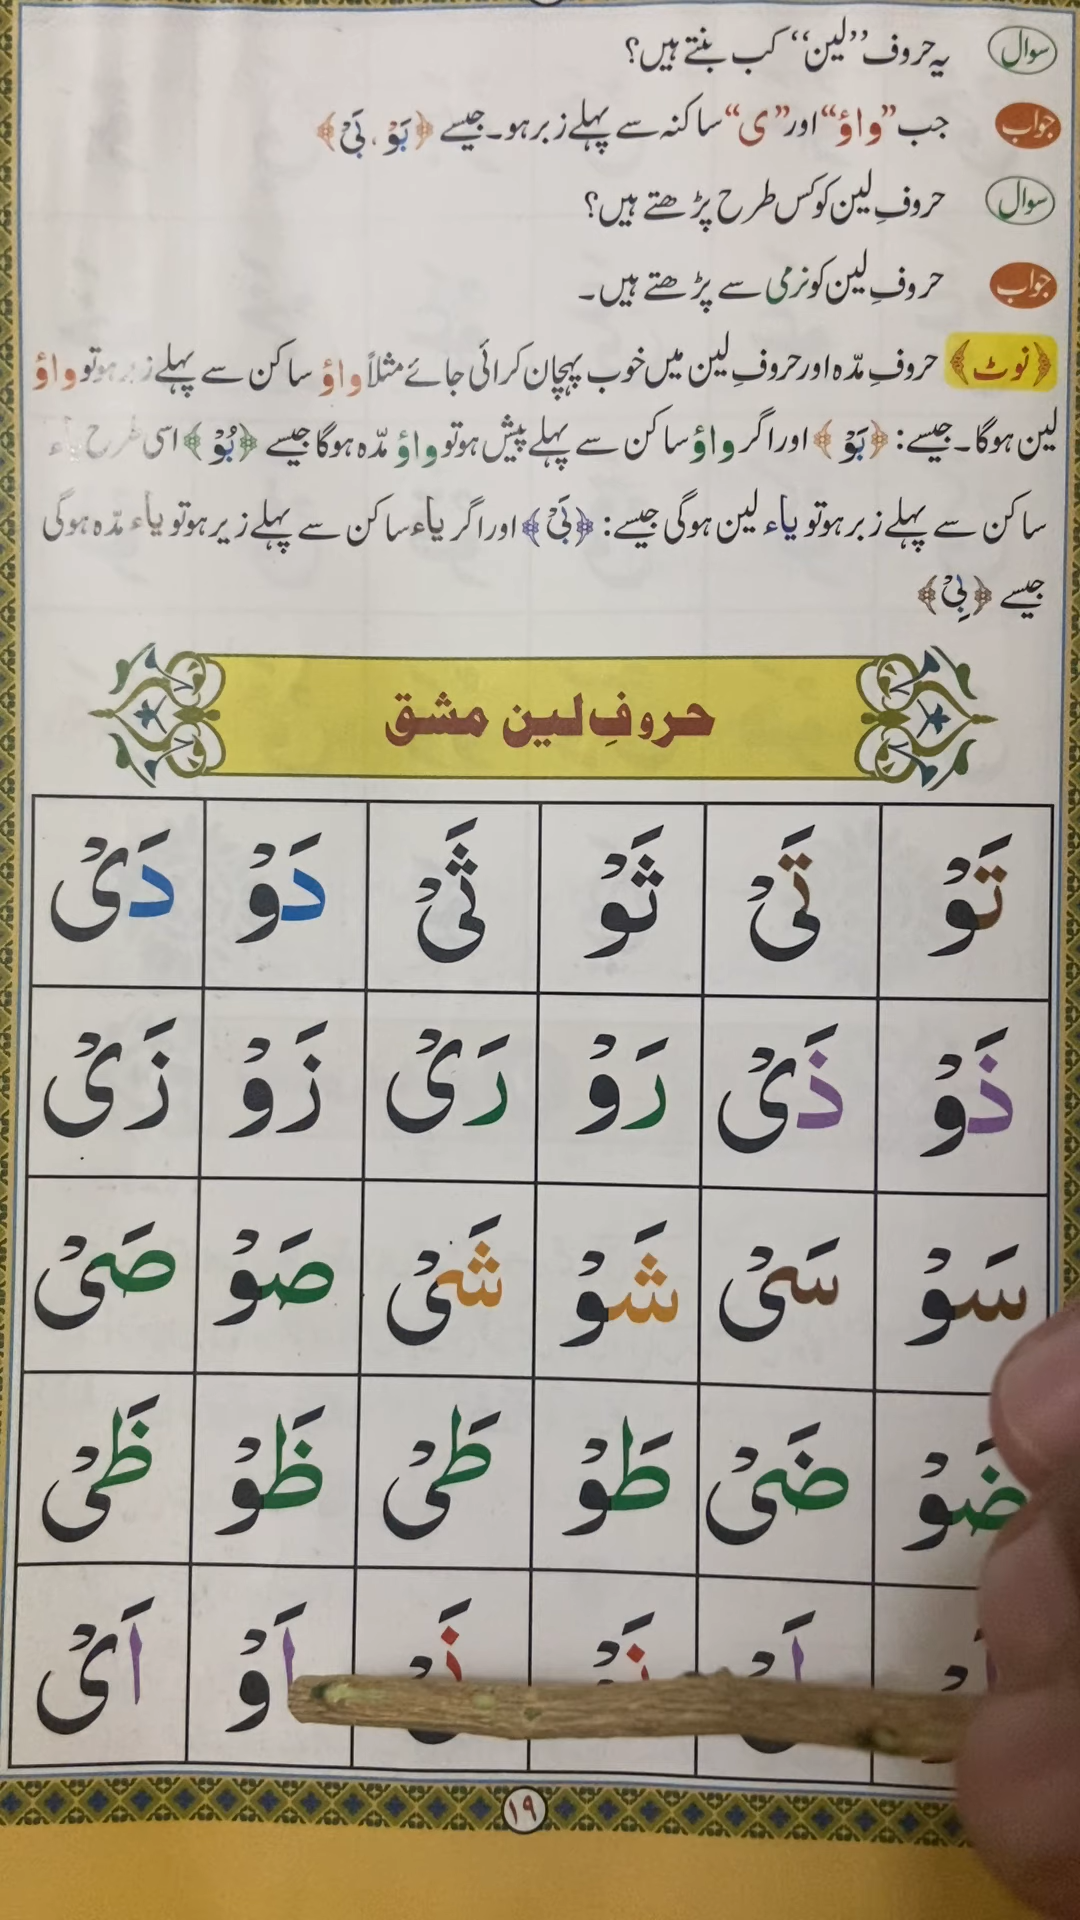 سوال یہ حروف ”لین“ کب بنتے ہیں؟
جواب جب ”واؤ“ اور ”ی“ ساکنہ سے پہلے زبر ہو۔ جیسے ﴿بَوْ، بَیْ﴾
سوال حروفِ لین کو کس طرح پڑھتے ہیں؟
جواب حروفِ لین کو نرمی سے پڑھتے ہیں۔
﴿نوٹ﴾ حروفِ مدّہ اور حروفِ لین میں خوب پہچان کرائی جائے مثلاً واؤ ساکن سے پہلے زبر ہو تو واؤ
لین ہوگا۔ جیسے: ﴿بَوْ﴾ اور اگر واؤ ساکن سے پہلے پیش ہو تو واؤ مدّہ ہوگا جیسے ﴿بُوْ﴾ اسی طرح یاء
ساکن سے پہلے زبر ہو تو یاء لین ہوگی جیسے: ﴿بَیْ﴾ اور اگر یاء ساکن سے پہلے زیر ہو تو یاء مدّہ ہوگی
جیسے ﴿بِیْ﴾
حروفِ لین مشق
تَوْ تَیْ ثَوْ ثَیْ دَوْ دَیْ
ذَوْ ذَیْ رَوْ رَیْ زَوْ زَیْ
سَوْ سَیْ شَوْ شَیْ صَوْ صَیْ
ضَوْ ضَیْ طَوْ طَیْ ظَوْ ظَیْ
اَوْ اَیْ
١٩